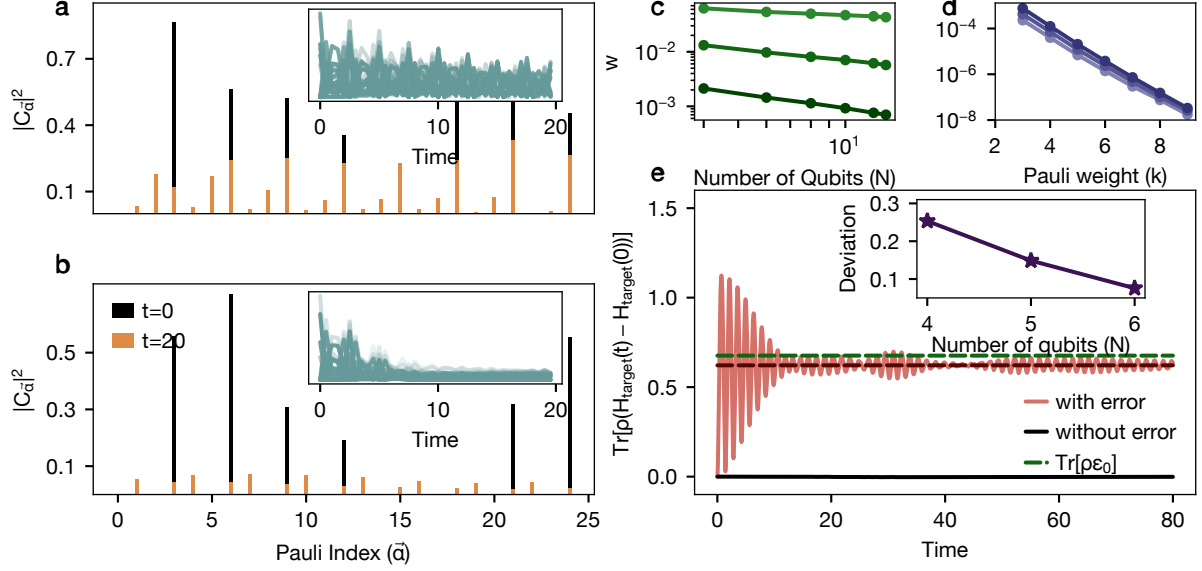 a
|C_α⃗|²
0.7
0.4
0.1
0
10
20
Time
b
|C_α⃗|²
0.5
0.3
0.1
t=0
t=20
0
10
20
Time
0
5
10
15
20
25
Pauli Index (α⃗)
c
w
10⁻²
10⁻³
10¹
Number of Qubits (N)
d
10⁻⁴
10⁻⁶
10⁻⁸
2
4
6
8
Pauli weight (k)
e
Tr[ρ(H_target(t) − H_target(0))]
1.5
1.0
0.5
0.0
0
20
40
60
80
Time
Deviation
0.3
0.2
0.1
4
5
6
Number of qubits (N)
with error
without error
Tr[ρε₀]